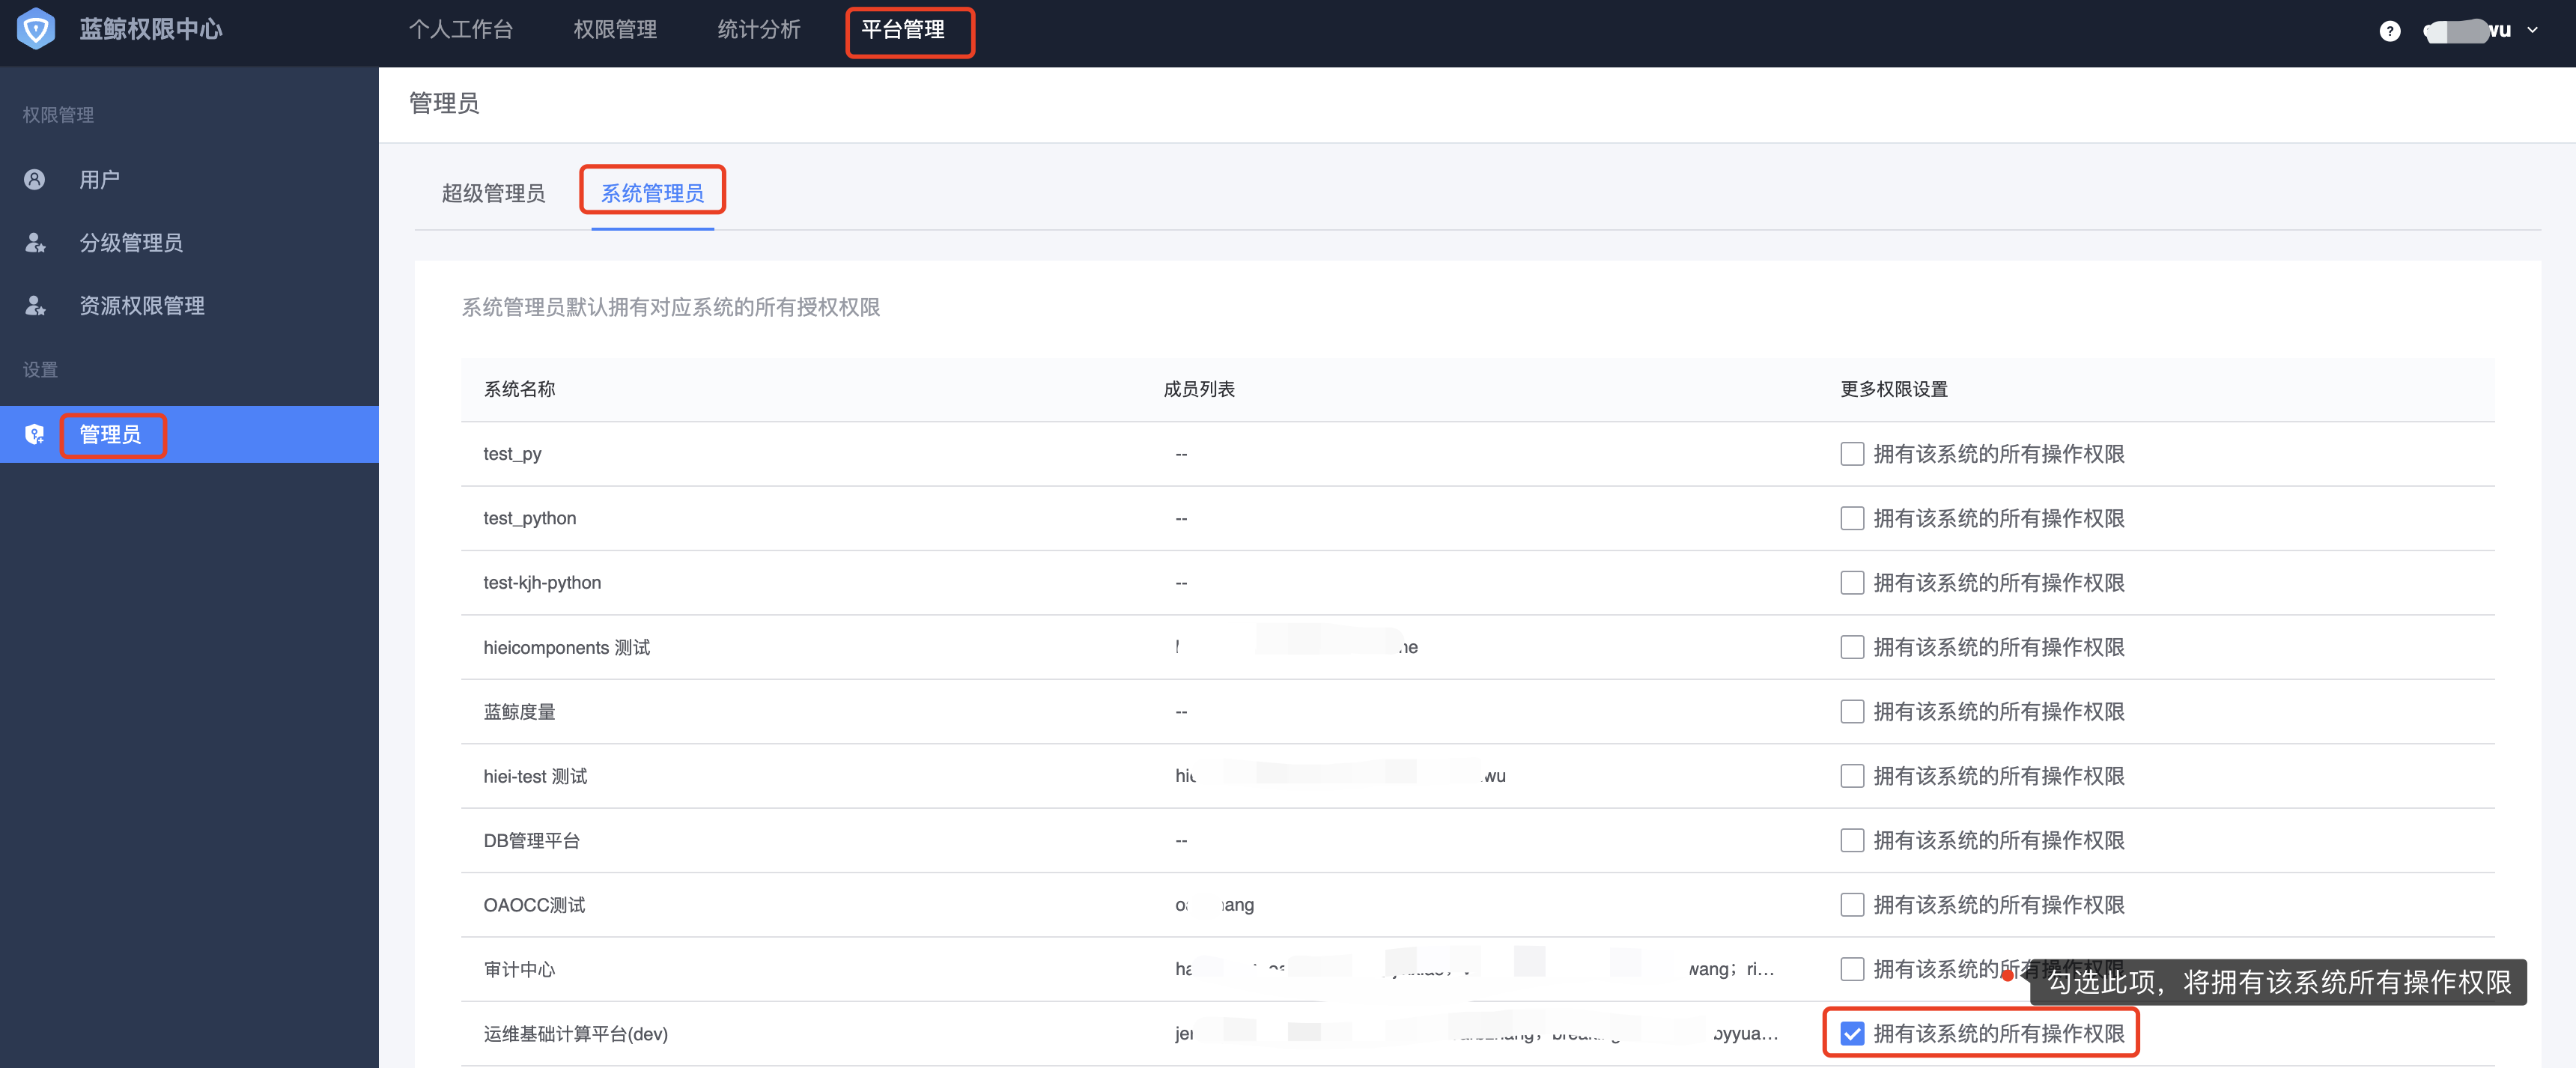 蓝鲸权限中心
个人工作台
权限管理
统计分析
平台管理
wu
权限管理
用户
分级管理员
资源权限管理
设置
管理员
管理员
超级管理员
系统管理员
系统管理员默认拥有对应系统的所有授权权限
系统名称 成员列表 更多权限设置
test_py -- 拥有该系统的所有操作权限
test_python -- 拥有该系统的所有操作权限
test-kjh-python -- 拥有该系统的所有操作权限
hieicomponents 测试 拥有该系统的所有操作权限
蓝鲸度量 -- 拥有该系统的所有操作权限
hiei-test 测试 wu 拥有该系统的所有操作权限
DB管理平台 -- 拥有该系统的所有操作权限
OAOCC测试 ang 拥有该系统的所有操作权限
审计中心 ha wang; ri... 拥有该系统的所有
勾选此项，将拥有该系统所有操作权限
运维基础计算平台(dev) jer 拥有该系统的所有操作权限